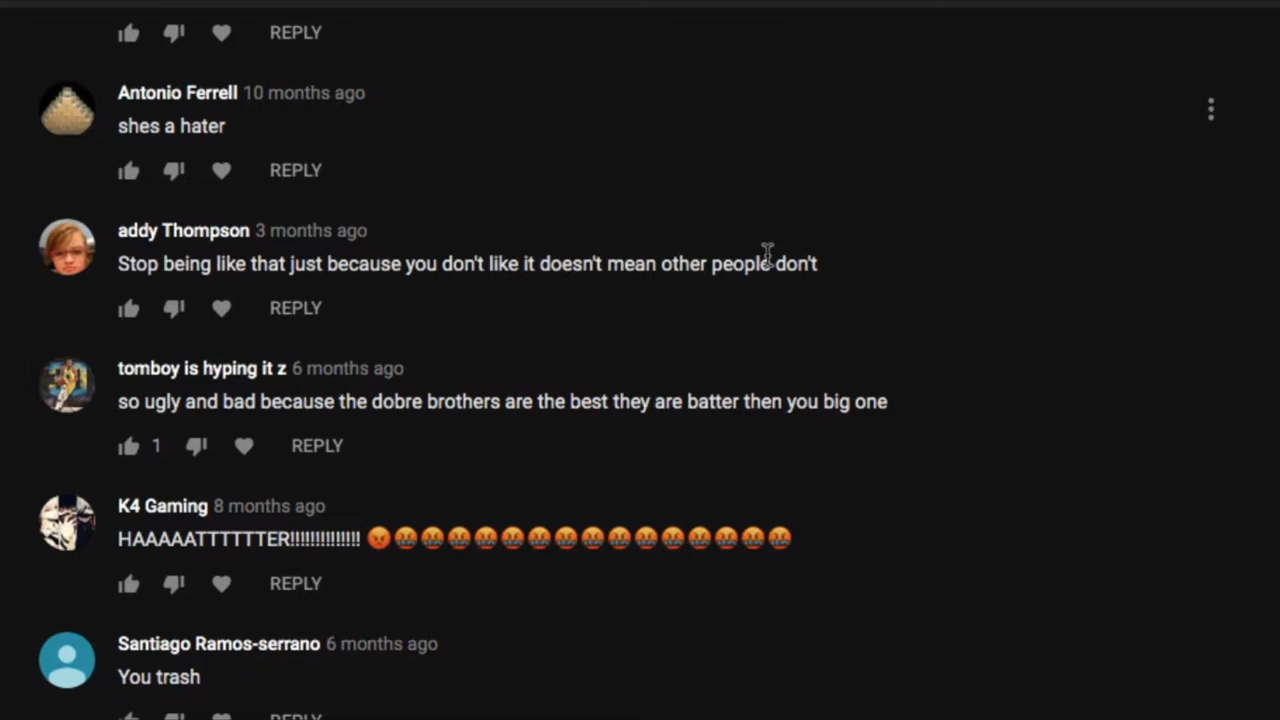 REPLY
Antonio Ferrell 10 months ago
shes a hater
REPLY
addy Thompson 3 months ago
Stop being like that just because you don't like it doesn't mean other people don't
REPLY
tomboy is hyping it z 6 months ago
so ugly and bad because the dobre brothers are the best they are batter then you big one
1 REPLY
K4 Gaming 8 months ago
HAAAAATTTTTTER!!!!!!!!!!!!!! 😡🤬🤬🤬🤬🤬🤬🤬🤬🤬🤬🤬🤬🤬🤬🤬
REPLY
Santiago Ramos-serrano 6 months ago
You trash
REPLY